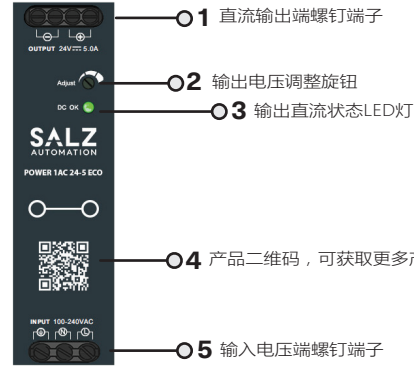 1 直流输出端螺钉端子
OUTPUT 24V⎓ 5.0A
Adjust
2 输出电压调整旋钮
DC OK
3 输出直流状态LED灯
SALZ
AUTOMATION
POWER 1AC 24-5 ECO
4 产品二维码，可获取更多
INPUT 100-240VAC
N L
5 输入电压端螺钉端子